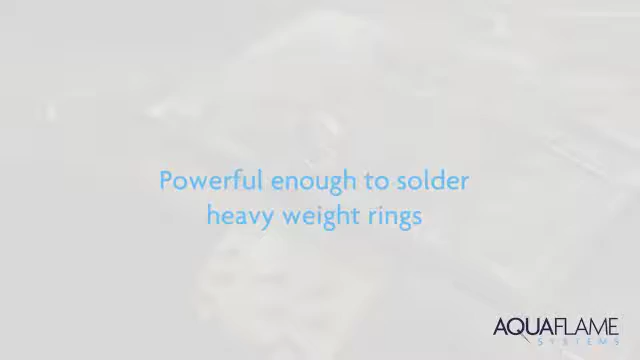 Powerful enough to solder
heavy weight rings
AQUAFLAME
SYSTEMS